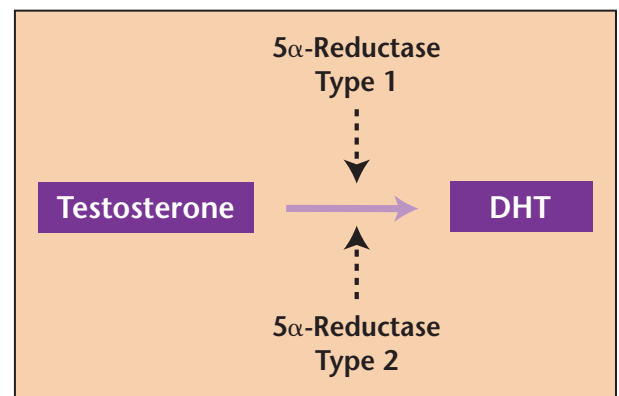 5α-Reductase
Type 1
Testosterone
DHT
5α-Reductase
Type 2